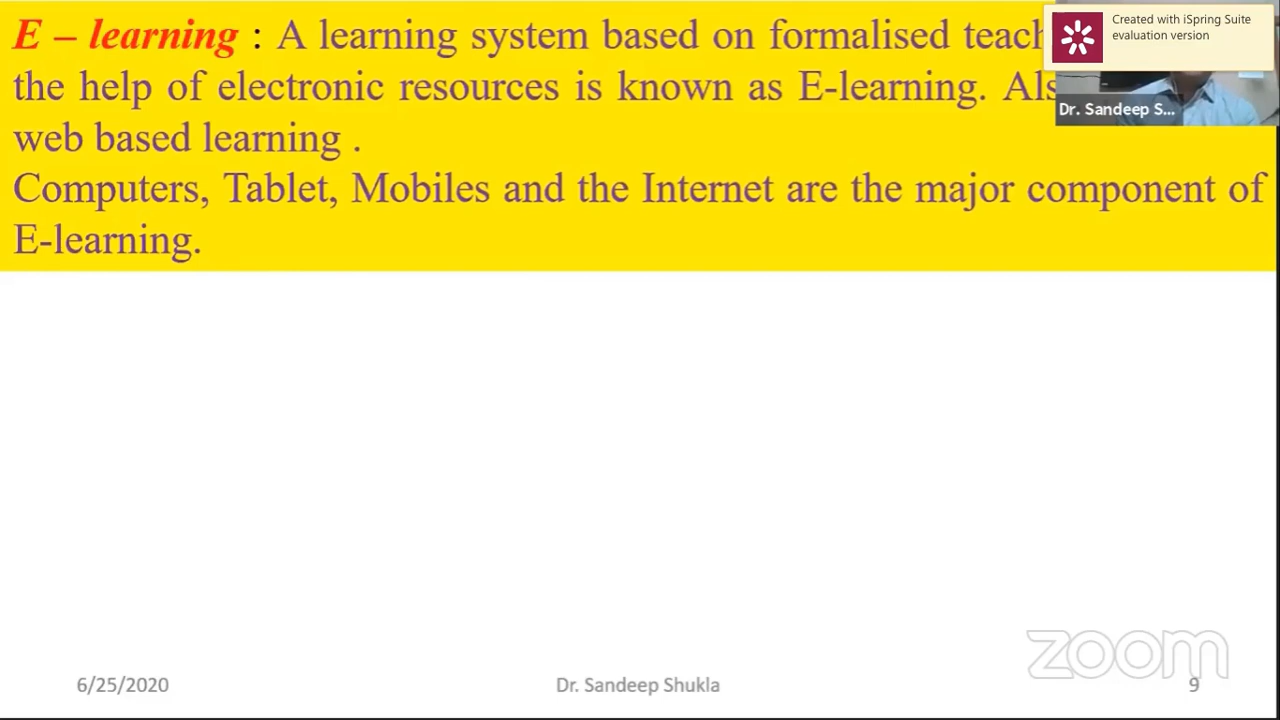 E – learning : A learning system based on formalised
the help of electronic resources is known as E-learning.
web based learning .
Computers, Tablet, Mobiles and the Internet are the major component of
E-learning.
Created with iSpring Suite
evaluation version
Dr. Sandeep S...
zoom
6/25/2020
Dr. Sandeep Shukla
9